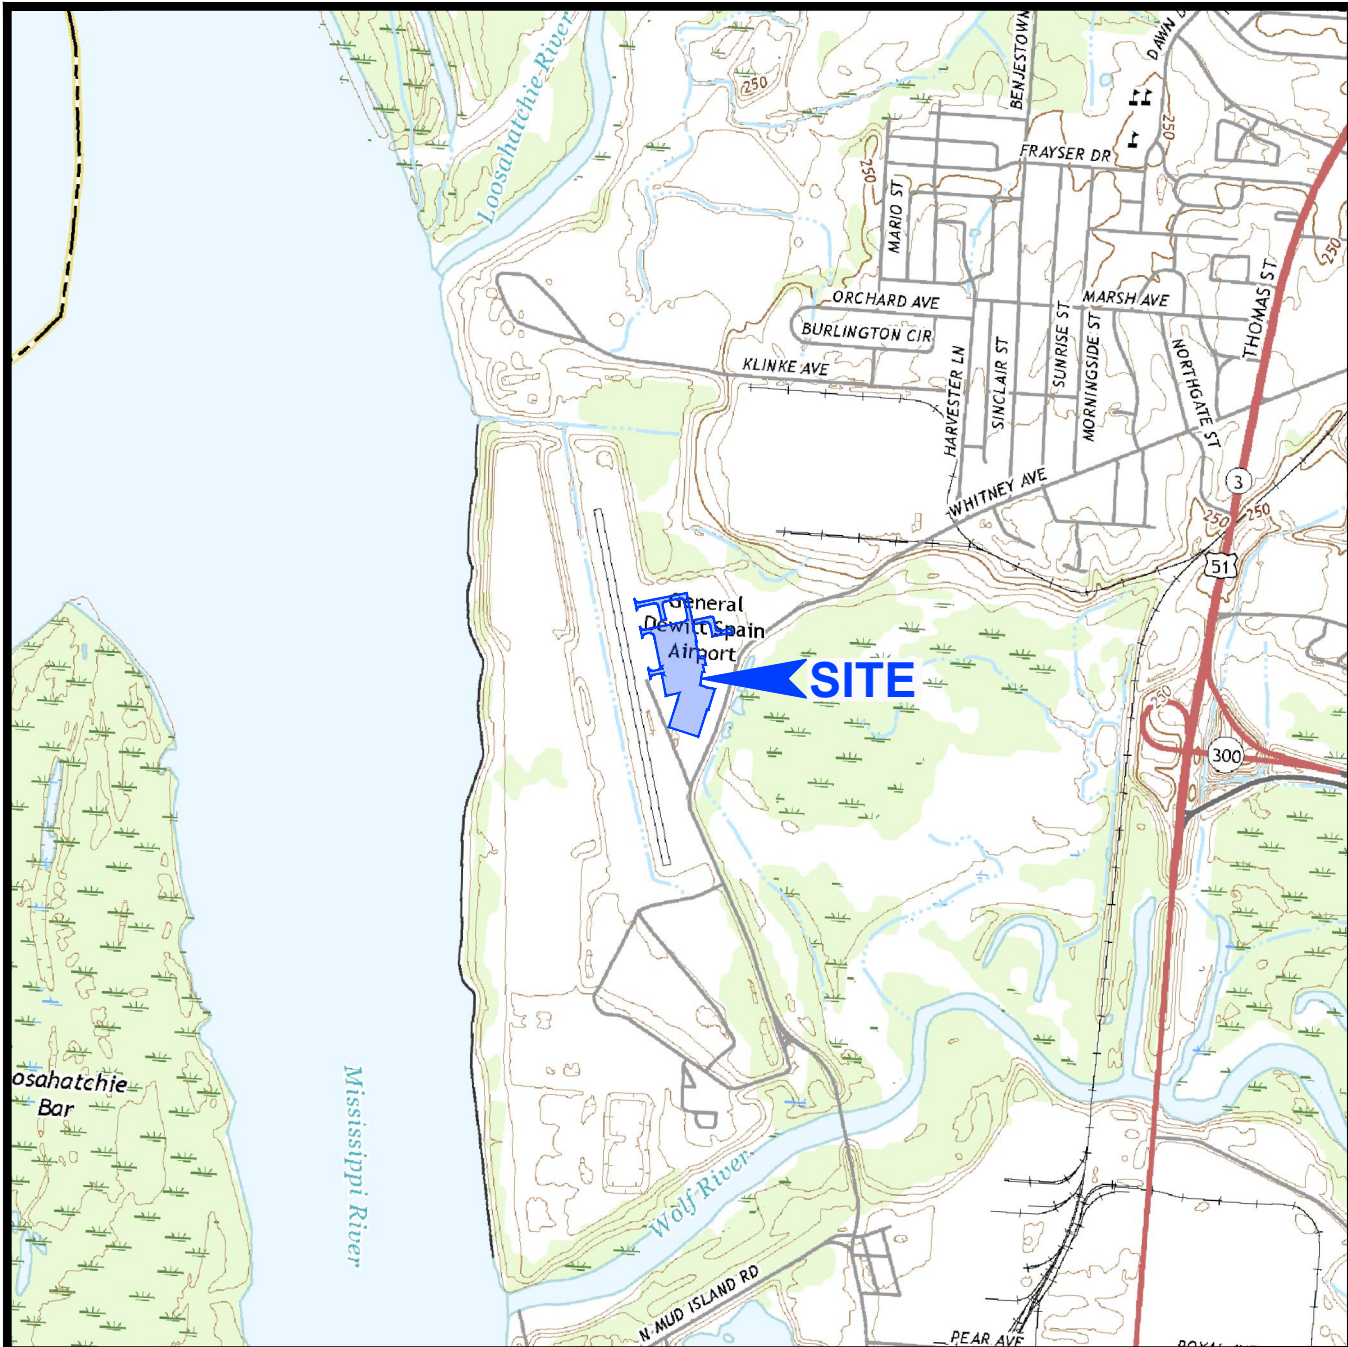 Loosahatchie River
250
BENJESTOWN
DAWN
250
FRAYSER DR
250
MARIO ST
250
THOMAS ST
ORCHARD AVE
MARSH AVE
BURLINGTON CIR
KLINKE AVE
HARVESTER LN
SINCLAIR ST
SUNRISE ST
MORNINGSIDE ST
NORTHGATE ST
WHITNEY AVE
3
250
250
51
General
Dewitt Spain
Airport
SITE
250
300
osahatchie
Bar
Mississippi River
Wolf River
N MUD ISLAND RD
PEAR AVE